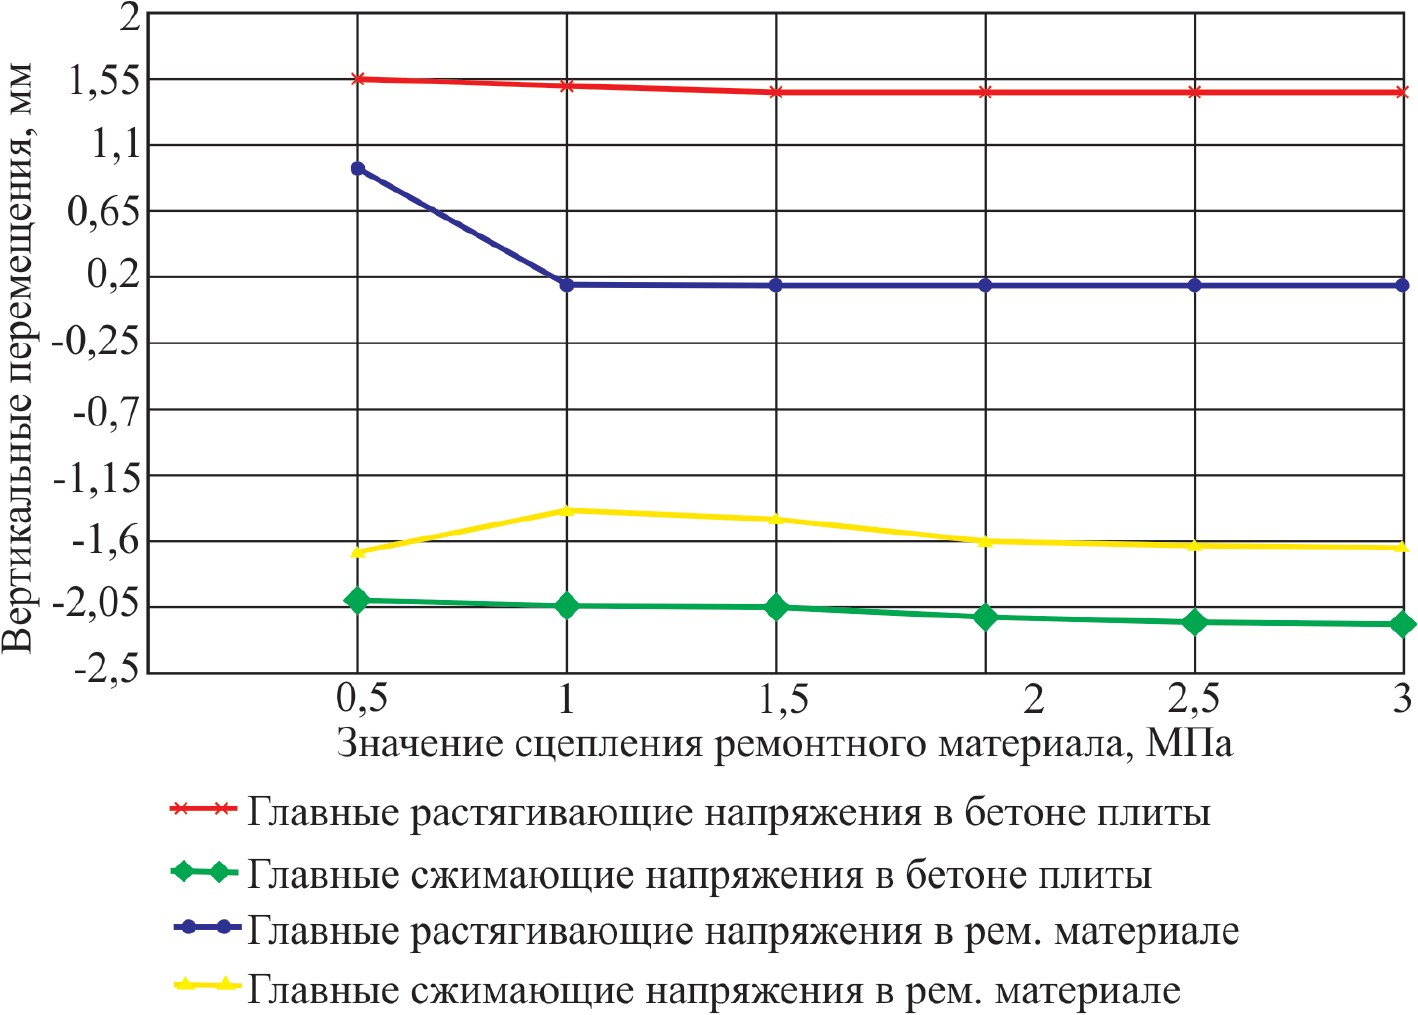 Вертикальные перемещения, мм
2
1,55
1,1
0,65
0,2
-0,25
-0,7
-1,15
-1,6
-2,05
-2,5
0,5 1 1,5 2 2,5 3
Значение сцепления ремонтного материала, МПа
Главные растягивающие напряжения в бетоне плиты
Главные сжимающие напряжения в бетоне плиты
Главные растягивающие напряжения в рем. материале
Главные сжимающие напряжения в рем. материале